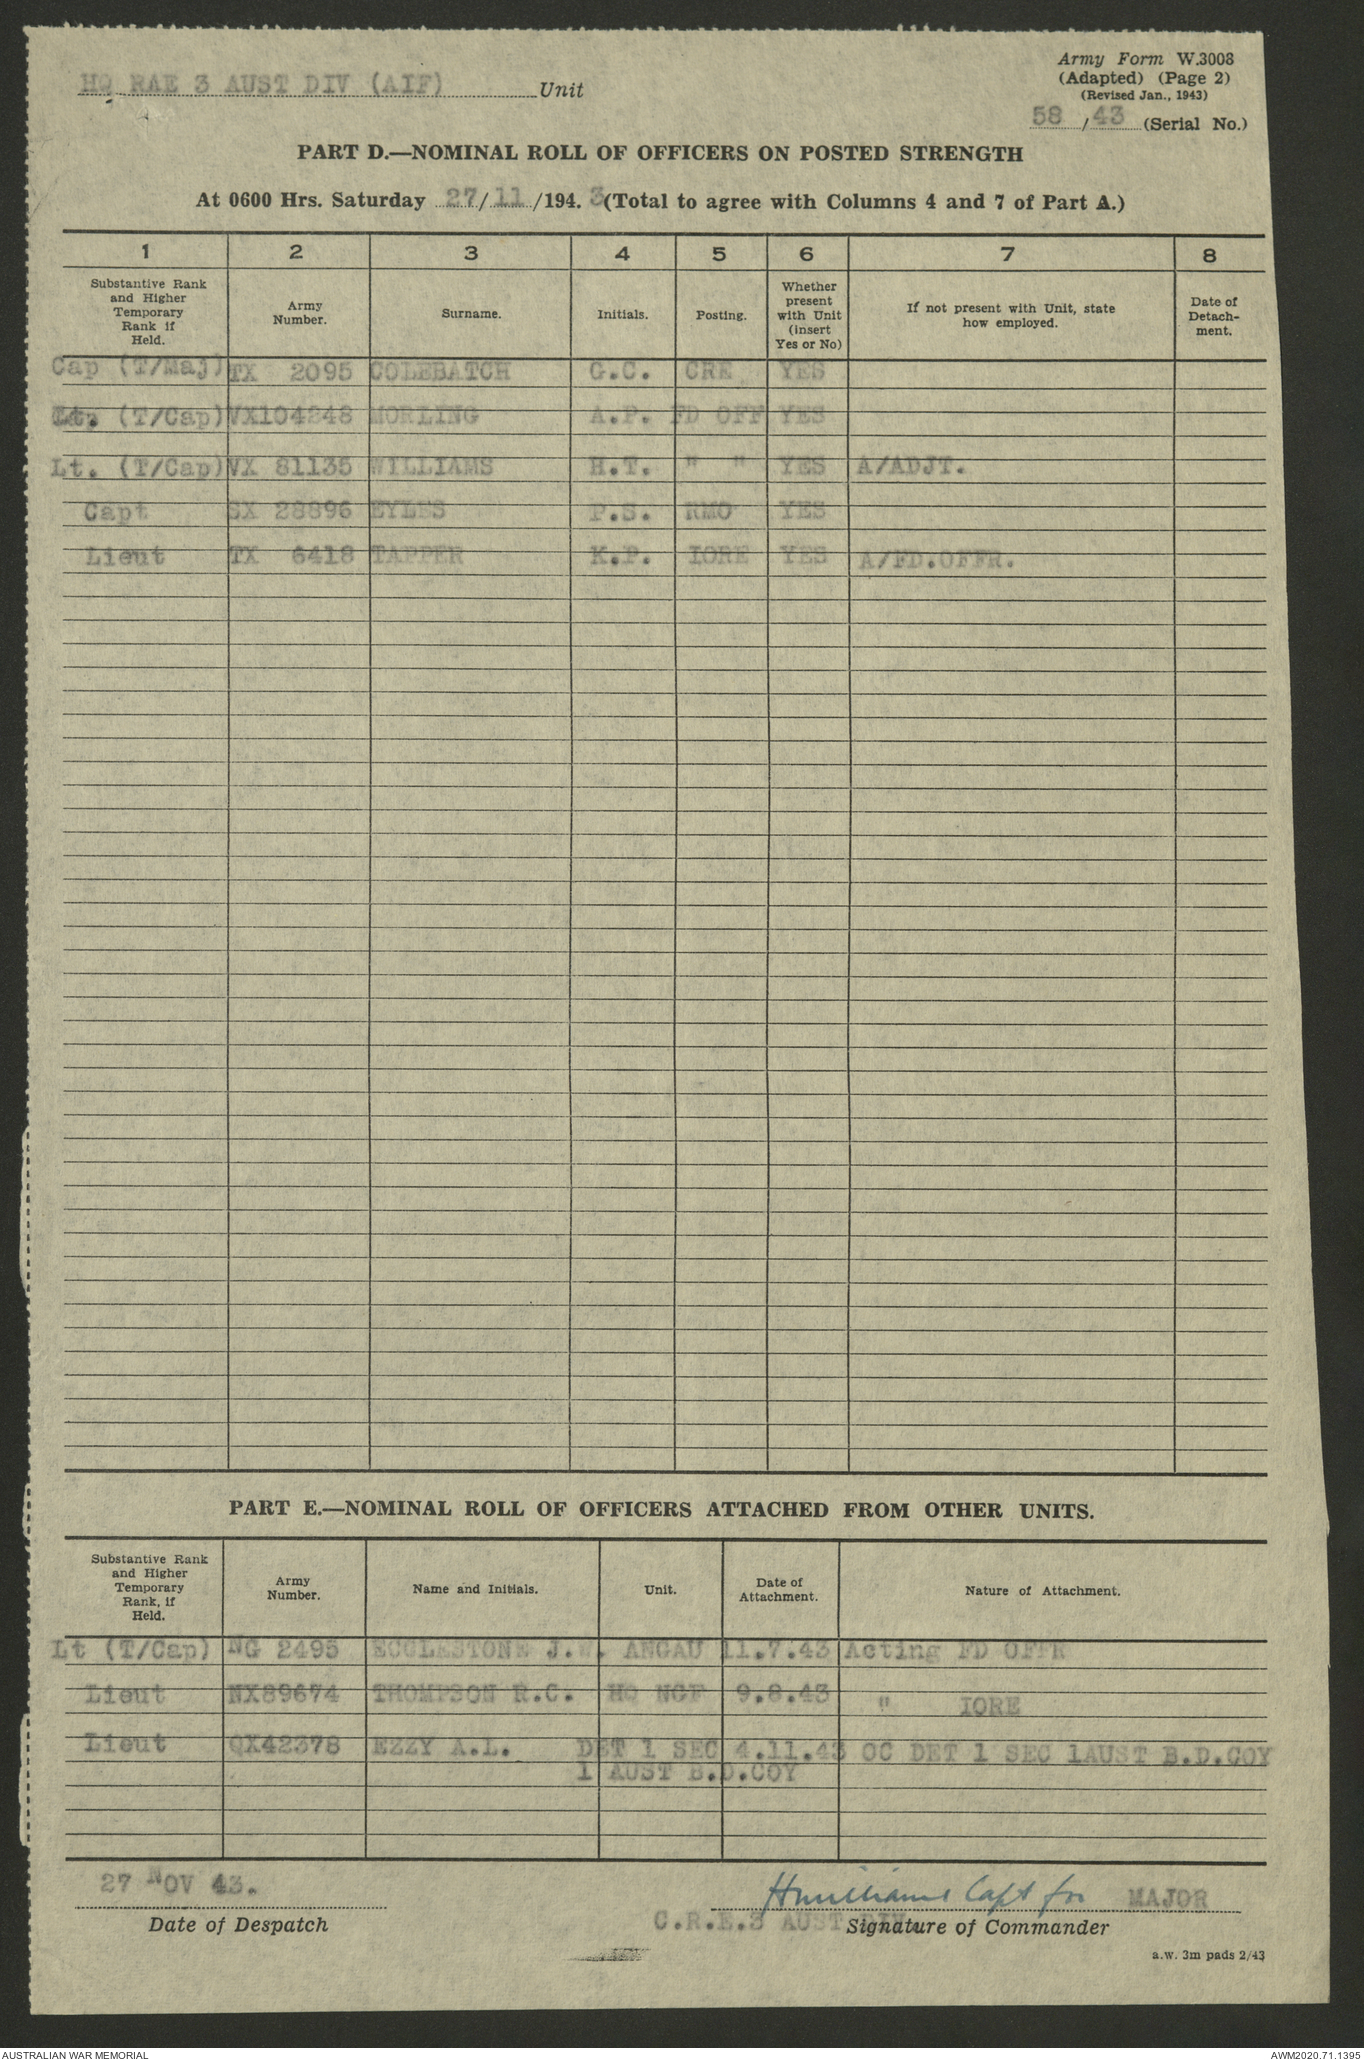 HQ RAE 3 AUST DIV (AIF) Unit
Army Form W.3008
(Adapted) (Page 2)
(Revised Jan., 1943)
58 / 43 (Serial No.)
PART D.—NOMINAL ROLL OF OFFICERS ON POSTED STRENGTH
At 0600 Hrs. Saturday 27/11/194.3 (Total to agree with Columns 4 and 7 of Part A.)
1 2 3 4 5 6 7 8
Substantive Rank and Higher Temporary Rank if Held. Army Number. Surname. Initials. Posting. Whether present with Unit (insert Yes or No) If not present with Unit, state how employed. Date of Detach-ment.
Cap (T/Maj) TX 2095 COLEBATCH G.C. CRE YES
Lt. (T/Cap) VX104848 MORLING A.P. FD OFF YES
Lt. (T/Cap) VX 81135 WILLIAMS H.T. " " YES A/ADJT.
Capt SX 28896 EYLES P.S. RMO YES
Lieut TX 6418 TAPPER K.P. IORE YES A/FD.OFFR.
PART E.—NOMINAL ROLL OF OFFICERS ATTACHED FROM OTHER UNITS.
Substantive Rank and Higher Temporary Rank, if Held. Army Number. Name and Initials. Unit. Date of Attachment. Nature of Attachment.
Lt (T/Cap) NG 2495 ECCLESTONE J.W. ANGAU 11.7.43 Acting FD OFFR
Lieut NX89674 THOMPSON R.C. HQ NGF 9.8.43 " IORE
Lieut QX42378 EZZY A.L. DET 1 SEC 4.11.43 OC DET 1 SEC 1AUST B.D.COY
1 AUST B.D.COY
27 NOV 43.
Date of Despatch
HWilliams Capt for MAJOR
C.R.E.3 AUST DIV.
Signature of Commander
a.w. 3m pads 2/43
AUSTRALIAN WAR MEMORIAL
AWM2020.71.1395